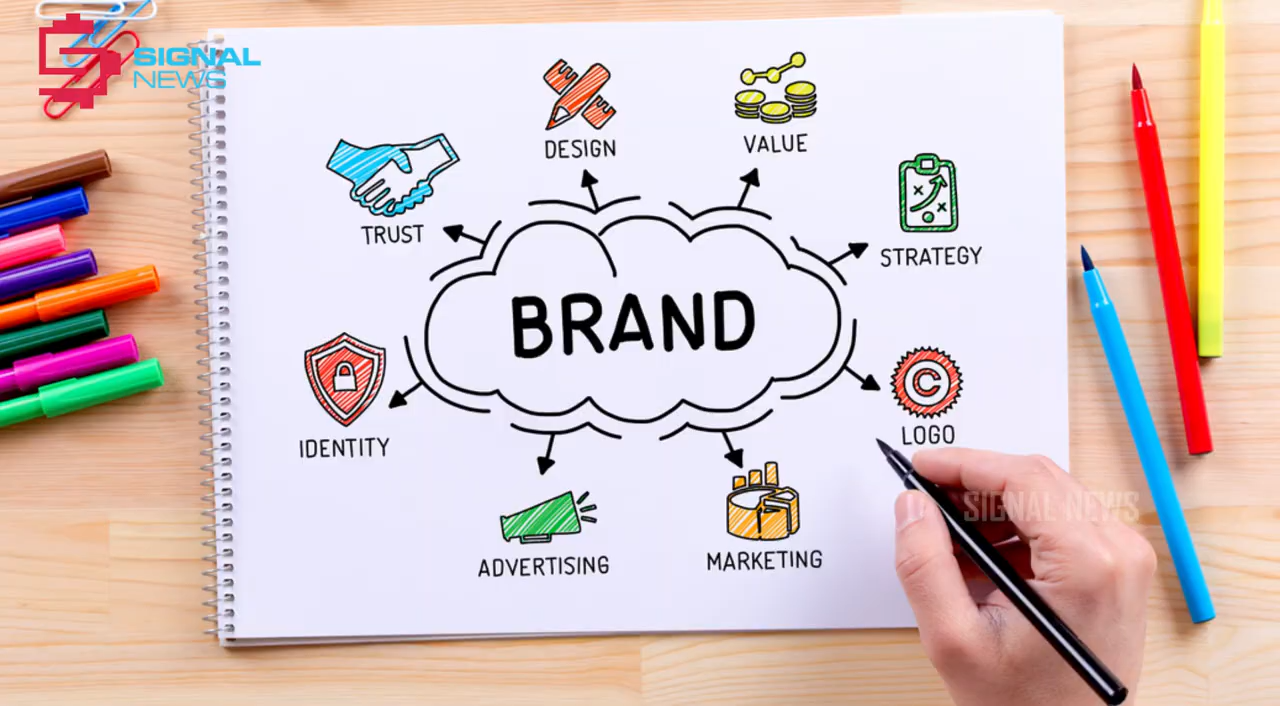 SIGNAL
NEWS
DESIGN
VALUE
TRUST
STRATEGY
BRAND
IDENTITY
LOGO
ADVERTISING
MARKETING
SIGNAL NEWS